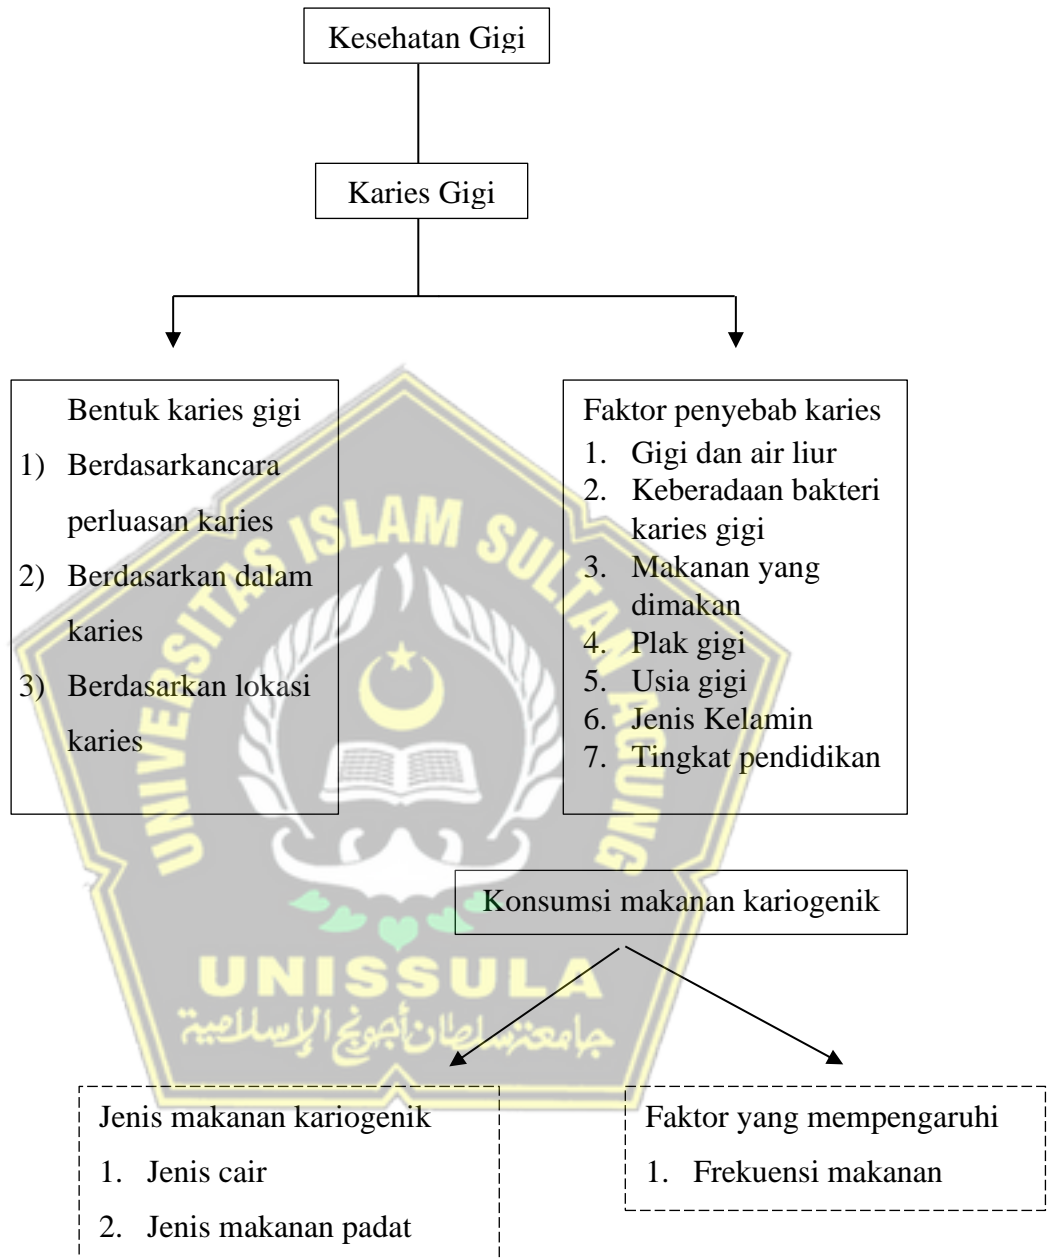 Kesehatan Gigi
Karies Gigi
Bentuk karies gigi
1) Berdasarkancara
perluasan karies
2) Berdasarkan dalam
karies
3) Berdasarkan lokasi
karies
Faktor penyebab karies
1. Gigi dan air liur
2. Keberadaan bakteri
karies gigi
3. Makanan yang
dimakan
4. Plak gigi
5. Usia gigi
6. Jenis Kelamin
7. Tingkat pendidikan
UNIVERSITAS ISLAM SULTAN AGUNG
Konsumsi makanan kariogenik
UNISSULA
جامعة سلطان أجونج الإسلامية
Jenis makanan kariogenik
1. Jenis cair
2. Jenis makanan padat
Faktor yang mempengaruhi
1. Frekuensi makanan